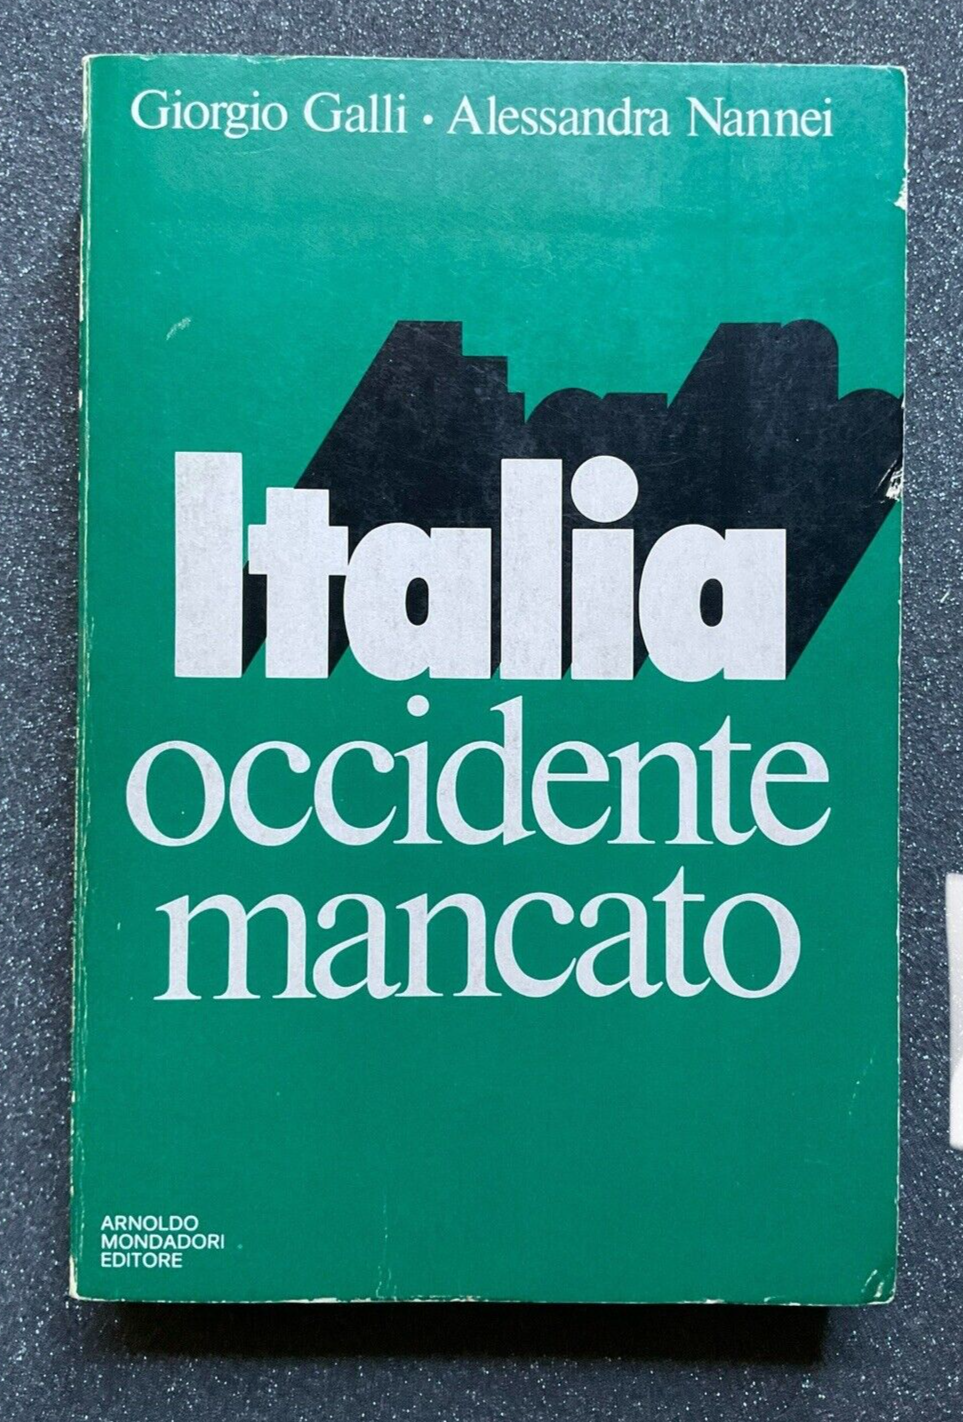 Giorgio Galli • Alessandra Nannei
Italia
occidente
mancato
ARNOLDO
MONDADORI
EDITORE